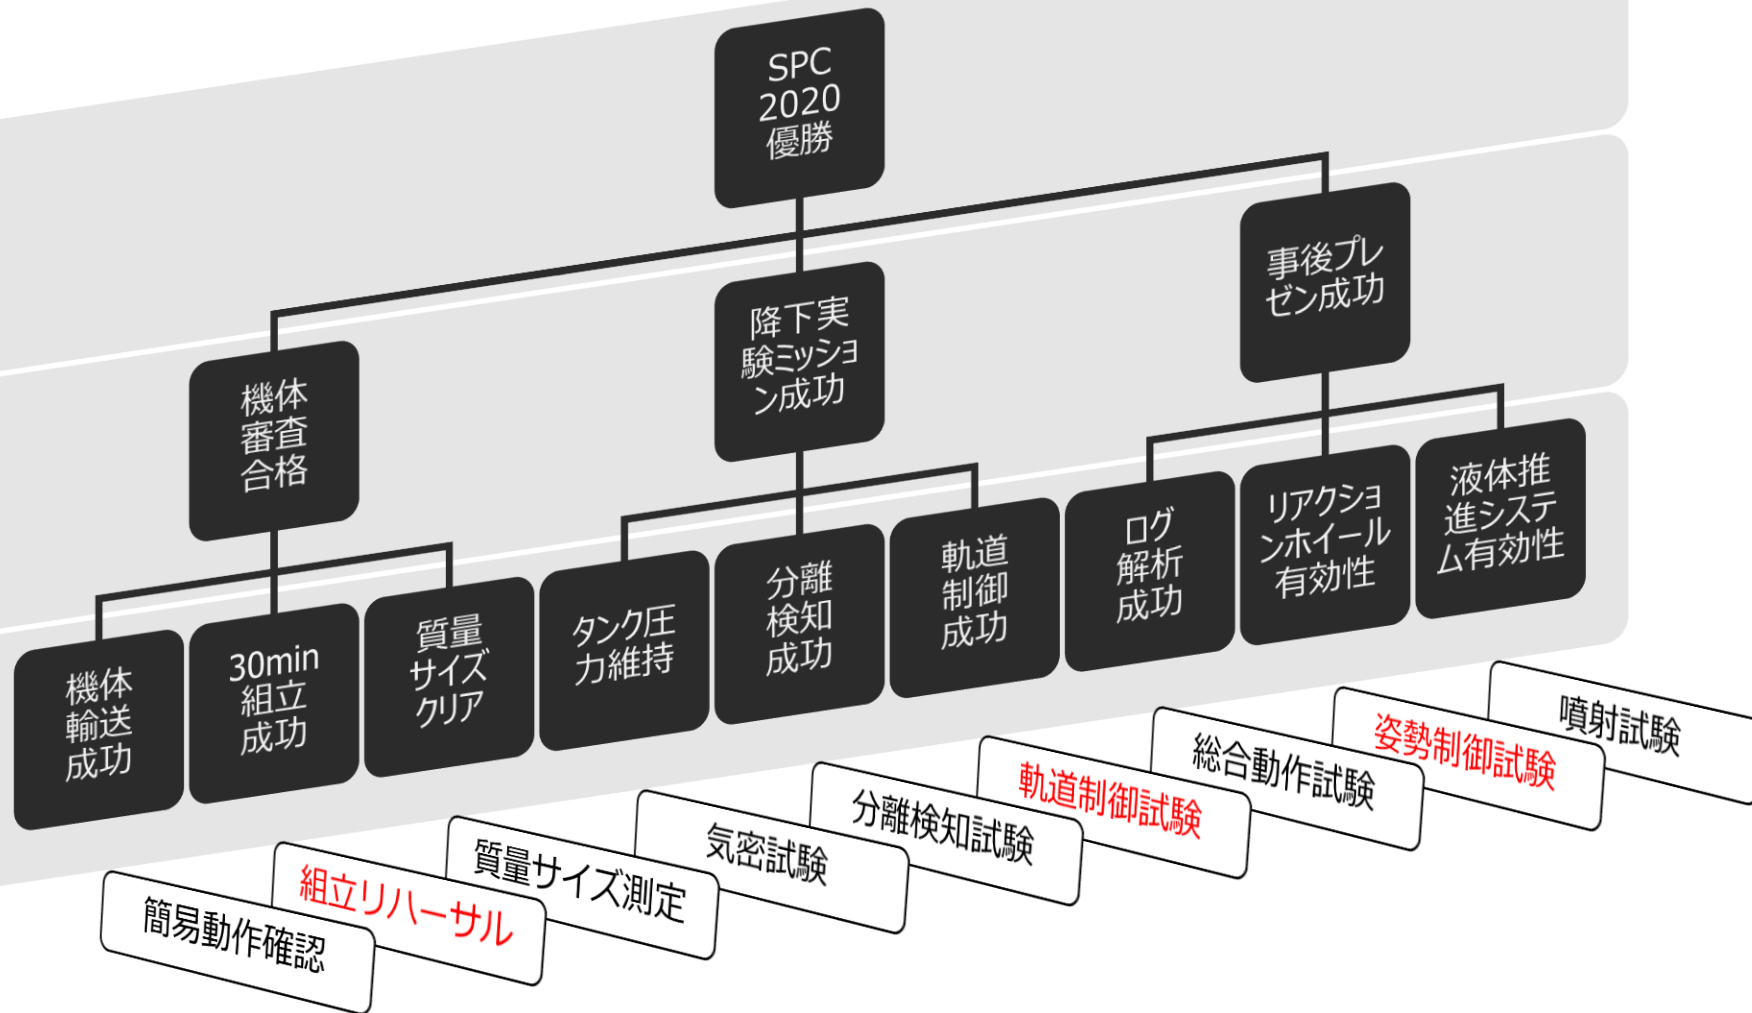 SPC
2020
優勝
機体
審査
合格
降下実
験ミッショ
ン成功
事後プレ
ゼン成功
機体
輸送
成功
30min
組立
成功
質量
サイズ
クリア
タンク圧
力維持
分離
検知
成功
軌道
制御
成功
ログ
解析
成功
リアクショ
ンホイール
有効性
液体推
進システ
ム有効性
簡易動作確認
組立リハーサル
質量サイズ測定
気密試験
分離検知試験
軌道制御試験
総合動作試験
姿勢制御試験
噴射試験